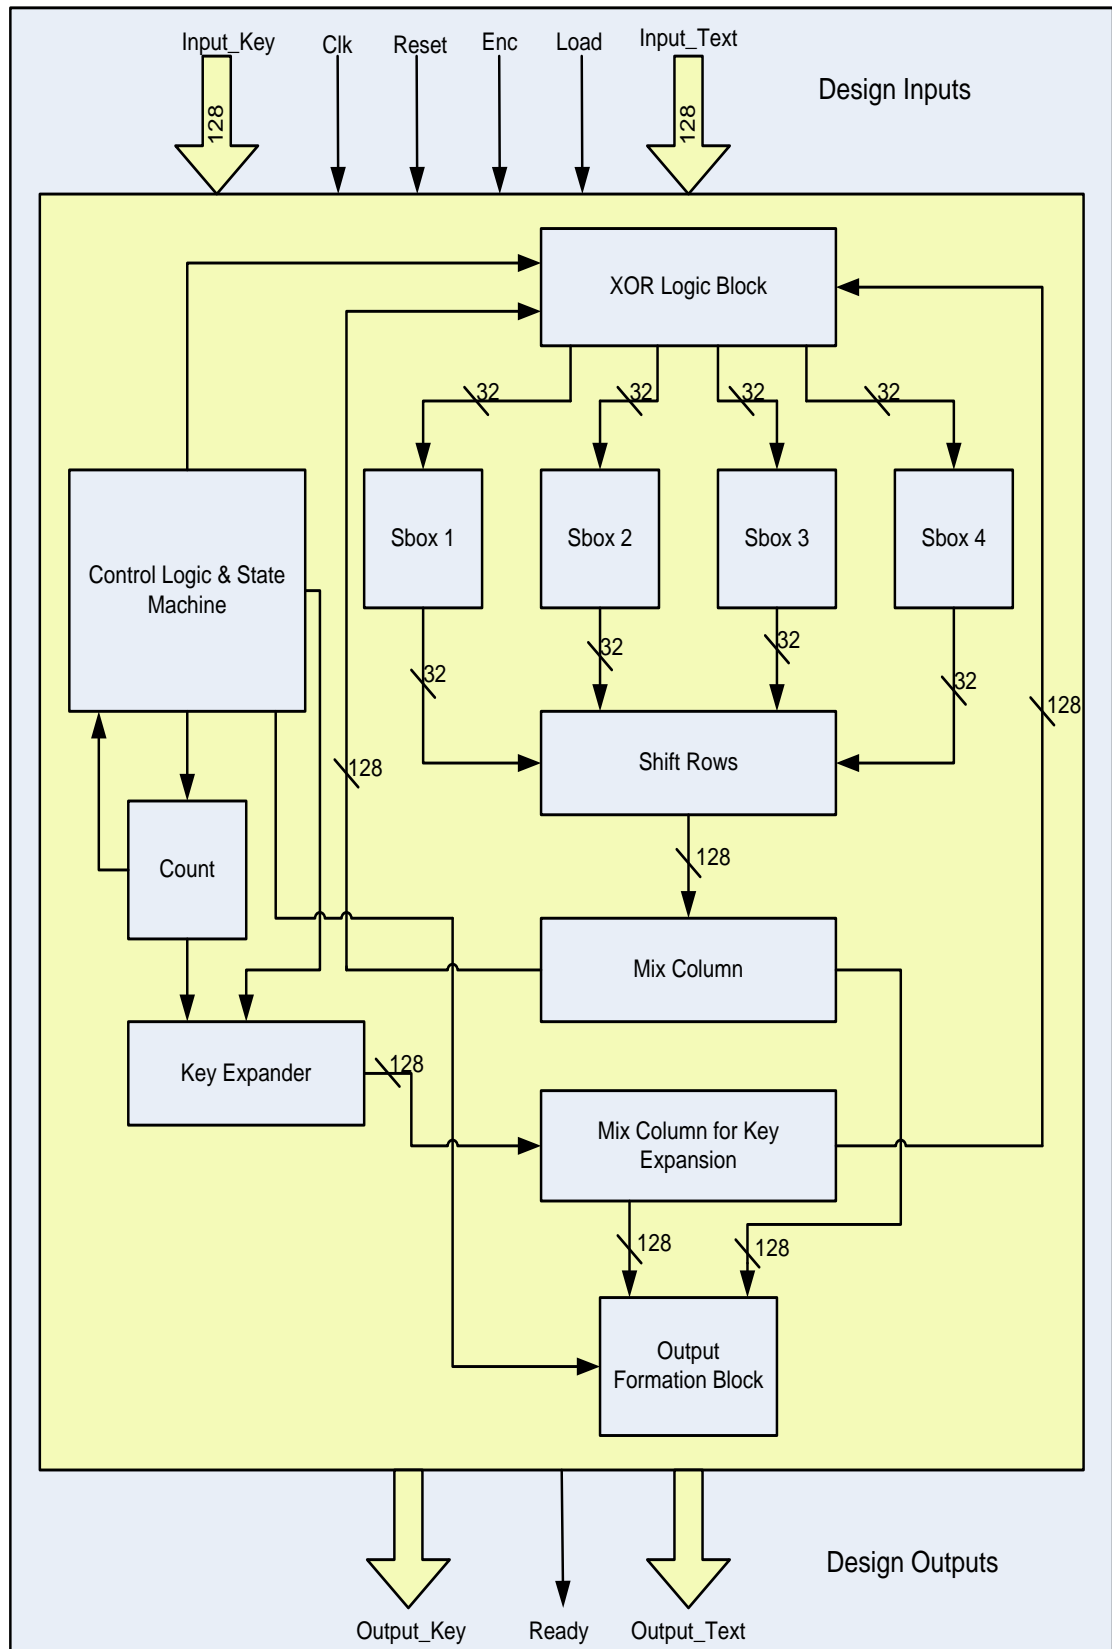 Input_Key
Clk
Reset
Enc
Load
Input_Text
Design Inputs
128
128
XOR Logic Block
32
32
32
32
Sbox 1
Sbox 2
Sbox 3
Sbox 4
Control Logic & State
Machine
32
32
32
32
128
Shift Rows
128
128
Count
Mix Column
Key Expander
128
Mix Column for Key
Expansion
128
128
Output
Formation Block
Design Outputs
Output_Key
Ready
Output_Text